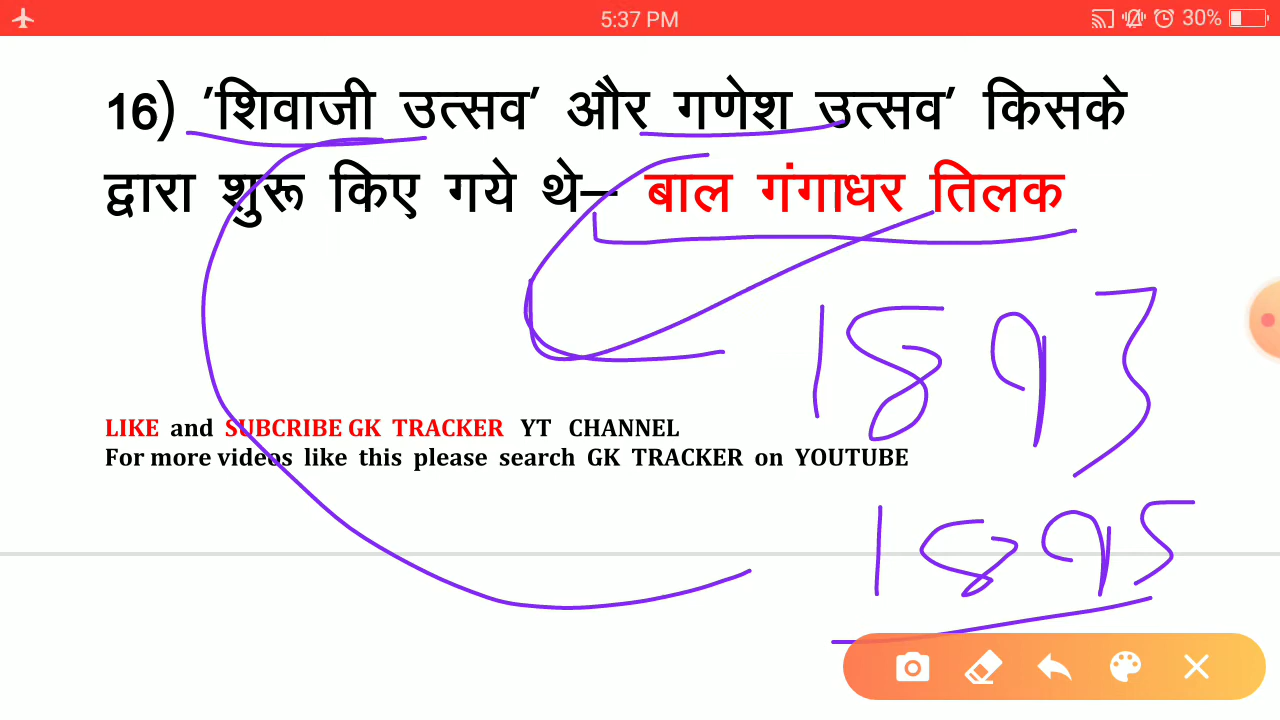 5:37 PM
30%
16) 'शिवाजी उत्सव' और गणेश उत्सव' किसके
द्वारा शुरू किए गये थे– बाल गंगाधर तिलक
1893
LIKE and SUBCRIBE GK TRACKER YT CHANNEL
For more videos like this please search GK TRACKER on YOUTUBE
1895